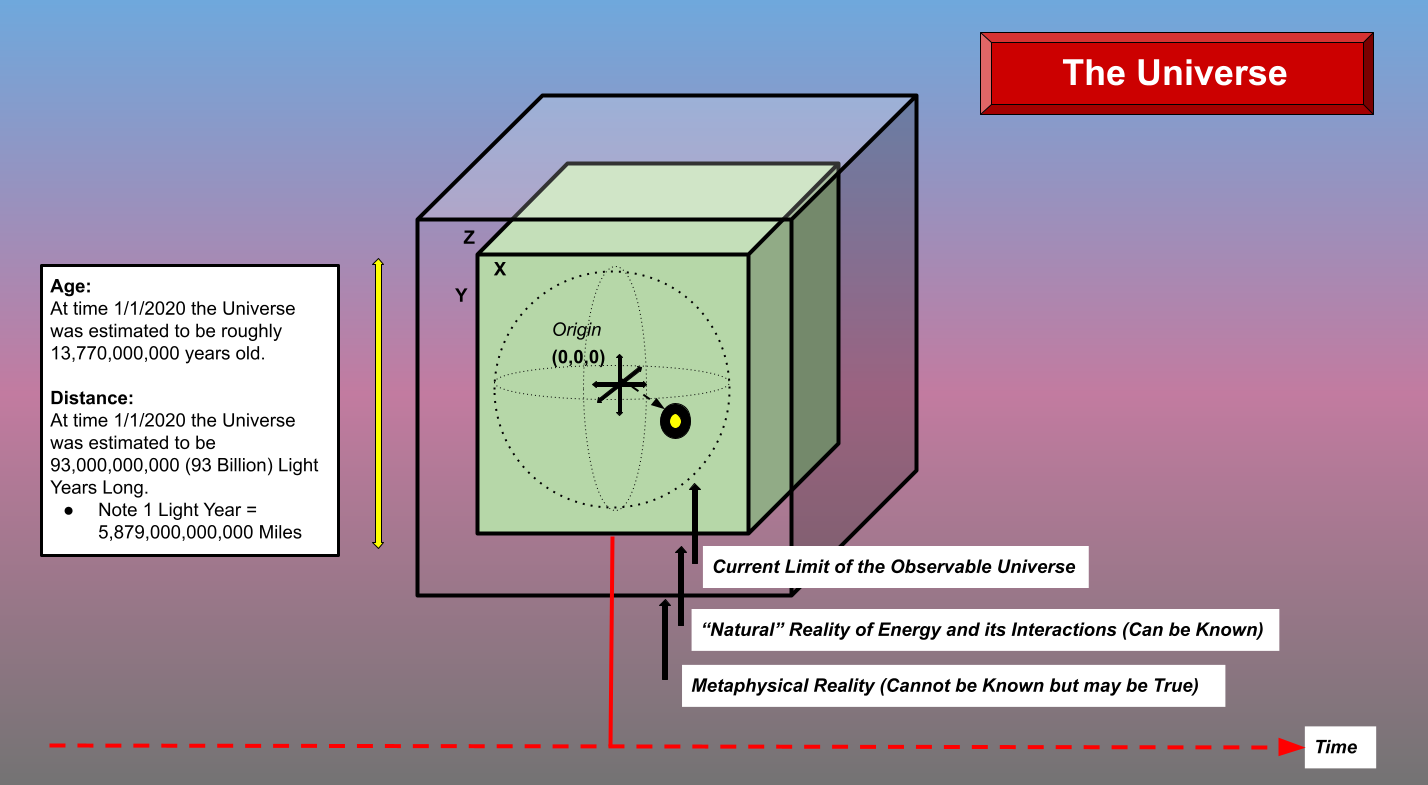 The Universe
Z
X
Y
Age:
At time 1/1/2020 the Universe
was estimated to be roughly
13,770,000,000 years old.
Distance:
At time 1/1/2020 the Universe
was estimated to be
93,000,000,000 (93 Billion) Light
Years Long.
● Note 1 Light Year =
5,879,000,000,000 Miles
Origin
(0,0,0)
Current Limit of the Observable Universe
“Natural” Reality of Energy and its Interactions (Can be Known)
Metaphysical Reality (Cannot be Known but may be True)
Time